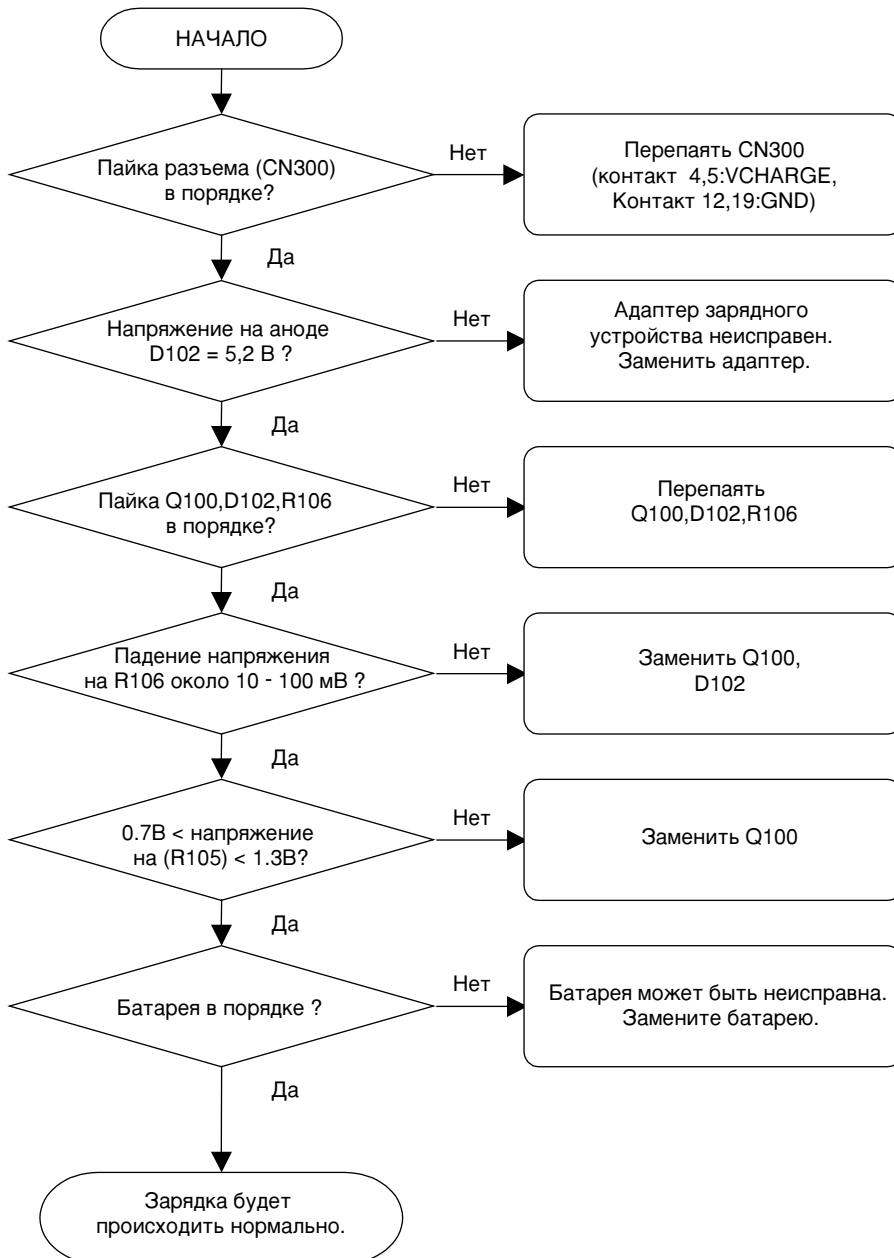 НАЧАЛО
Пайка разъема (CN300)
в порядке?
Нет
Перепаять CN300
(контакт 4,5:VCHARGE,
Контакт 12,19:GND)
Да
Напряжение на аноде
D102 = 5,2 В ?
Нет
Адаптер зарядного
устройства неисправен.
Заменить адаптер.
Да
Пайка Q100,D102,R106
в порядке?
Нет
Перепаять
Q100,D102,R106
Да
Падение напряжения
на R106 около 10 - 100 мВ ?
Нет
Заменить Q100,
D102
Да
0.7В < напряжение
на (R105) < 1.3В?
Нет
Заменить Q100
Да
Батарея в порядке ?
Нет
Батарея может быть неисправна.
Замените батарею.
Да
Зарядка будет
происходить нормально.